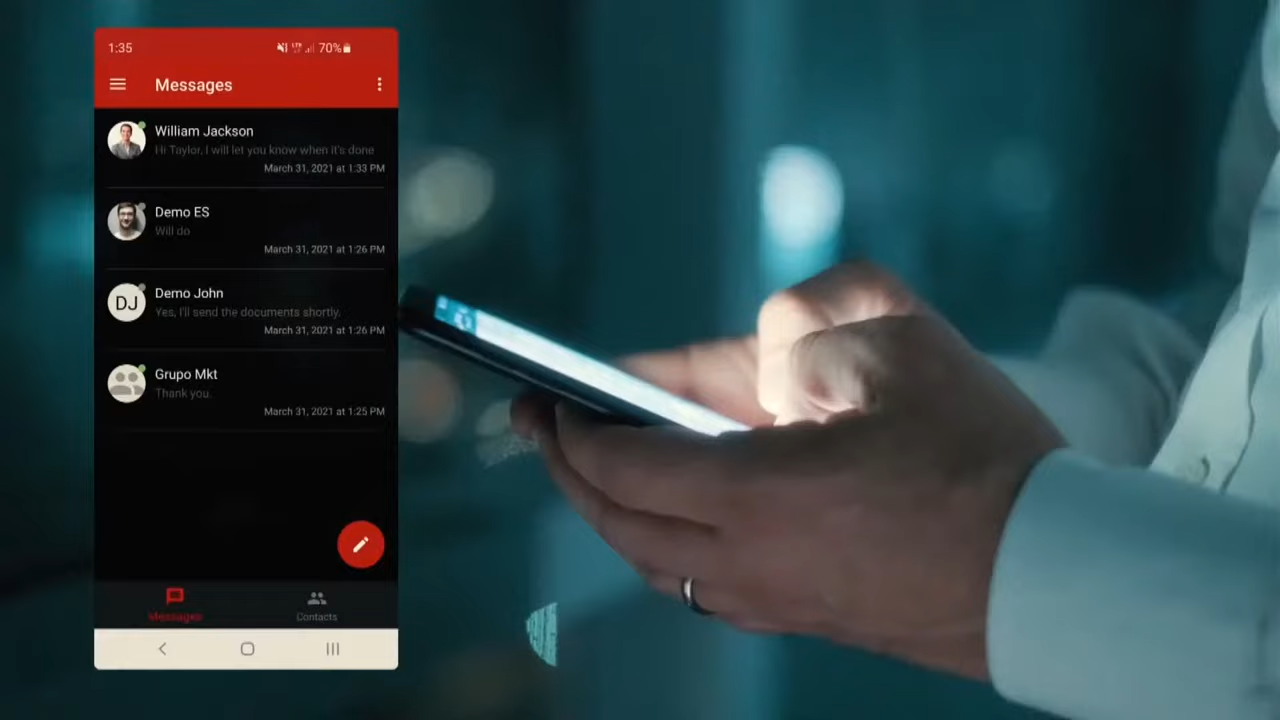 1:35
70%
Messages
William Jackson
Hi Taylor, I will let you know when it's done
March 31, 2021 at 1:33 PM
Demo ES
Will do
March 31, 2021 at 1:26 PM
DJ
Demo John
Yes, I'll send the documents shortly.
March 31, 2021 at 1:26 PM
Grupo Mkt
Thank you.
March 31, 2021 at 1:25 PM
Messages
Contacts